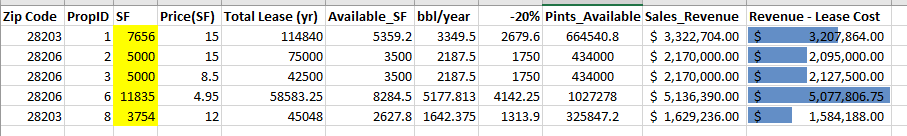 Zip Code PropID SF Price(SF) Total Lease (yr) Available_SF bbl/year -20% Pints_Available Sales_Revenue Revenue - Lease Cost
28203 1 7656 15 114840 5359.2 3349.5 2679.6 664540.8 $ 3,322,704.00 $ 3,207,864.00
28206 2 5000 15 75000 3500 2187.5 1750 434000 $ 2,170,000.00 $ 2,095,000.00
28206 3 5000 8.5 42500 3500 2187.5 1750 434000 $ 2,170,000.00 $ 2,127,500.00
28206 6 11835 4.95 58583.25 8284.5 5177.813 4142.25 1027278 $ 5,136,390.00 $ 5,077,806.75
28203 8 3754 12 45048 2627.8 1642.375 1313.9 325847.2 $ 1,629,236.00 $ 1,584,188.00